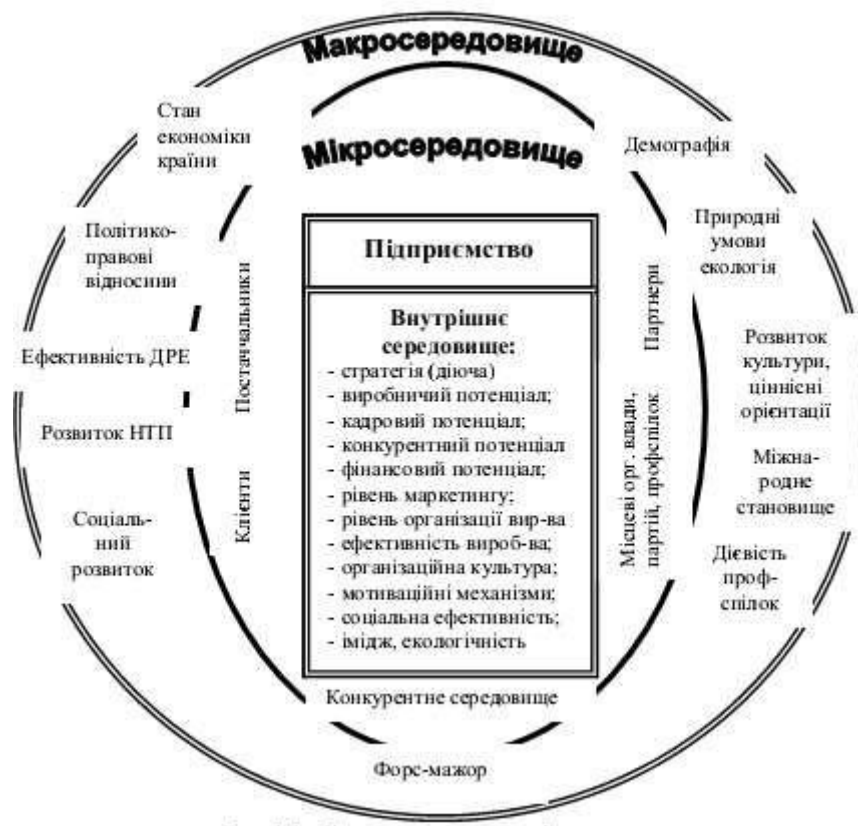 Макросередовище
Стан
економіки
країни
Мікросередовище
Демографія
Політико-
правові
відносини
Природні
умови
екологія
Підприємство
Внутрішнє
середовище:
- стратегія (діюча)
- виробничий потенціал;
- кадровий потенціал;
- конкурентний потенціал
- фінансовий потенціал;
- рівень маркетингу;
- рівень організації вир-ва
- ефективність вироб-ва;
- організаційна культура;
- мотиваційні механізми;
- соціальна ефективність;
- імідж, екологічність
Постаччальники
Клієнти
Партнери
Місцеві орг. влади,
партій, профспілок
Ефективність ДРЕ
Розвиток НТП
Соціаль-
ний
розвиток
Розвиток
культури,
ціннісні
орієнтації
Міжна-
родне
становище
Дієвість
проф-
спілок
Конкурентне середовище
Форс-мажор